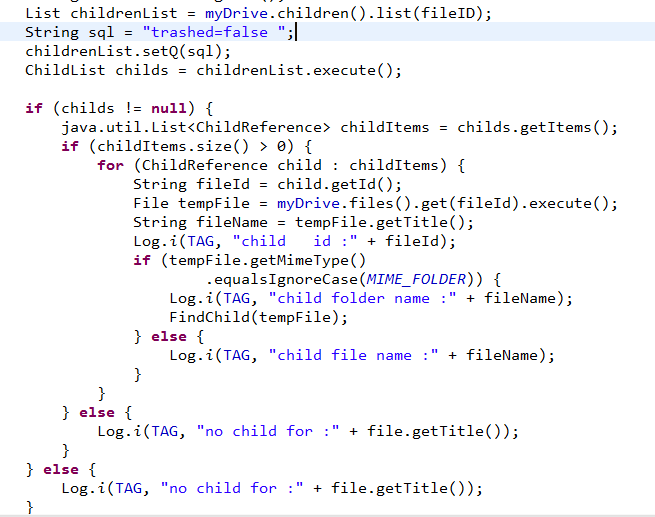 List childrenList = myDrive.children().list(fileID);
String sql = "trashed=false ";
childrenList.setQ(sql);
ChildList childs = childrenList.execute();

if (childs != null) {
    java.util.List<ChildReference> childItems = childs.getItems();
    if (childItems.size() > 0) {
        for (ChildReference child : childItems) {
            String fileId = child.getId();
            File tempFile = myDrive.files().get(fileId).execute();
            String fileName = tempFile.getTitle();
            Log.i(TAG, "child   id :" + fileId);
            if (tempFile.getMimeType()
                    .equalsIgnoreCase(MIME_FOLDER)) {
                Log.i(TAG, "child folder name :" + fileName);
                FindChild(tempFile);
            } else {
                Log.i(TAG, "child file name :" + fileName);
            }
        }
    } else {
        Log.i(TAG, "no child for :" + file.getTitle());
    }
} else {
    Log.i(TAG, "no child for :" + file.getTitle());
}